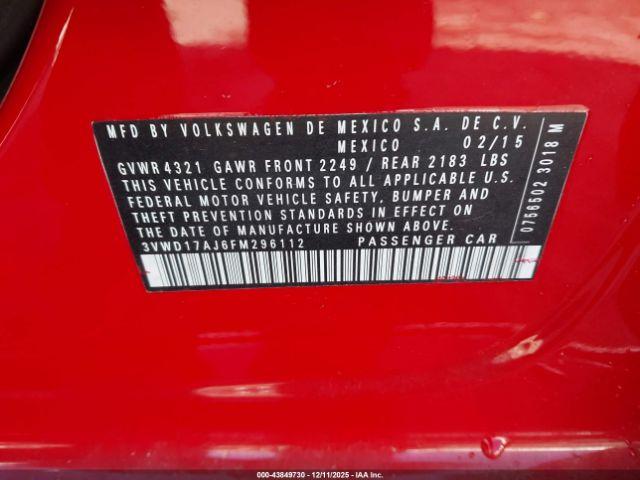 MFD BY VOLKSWAGEN DE MEXICO S.A. DE C.V.
MEXICO 02/15
GVWR 4321 GAWR FRONT 2249 / REAR 2183 LBS
THIS VEHICLE CONFORMS TO ALL APPLICABLE U.S.
FEDERAL MOTOR VEHICLE SAFETY, BUMPER AND
THEFT PREVENTION STANDARDS IN EFFECT ON
THE DATE OF MANUFACTURE SHOWN ABOVE.
3VWD17AJ6FM296112 PASSENGER CAR
0756502 3018 M
000-43849730 - 12/11/2025 - IAA Inc.